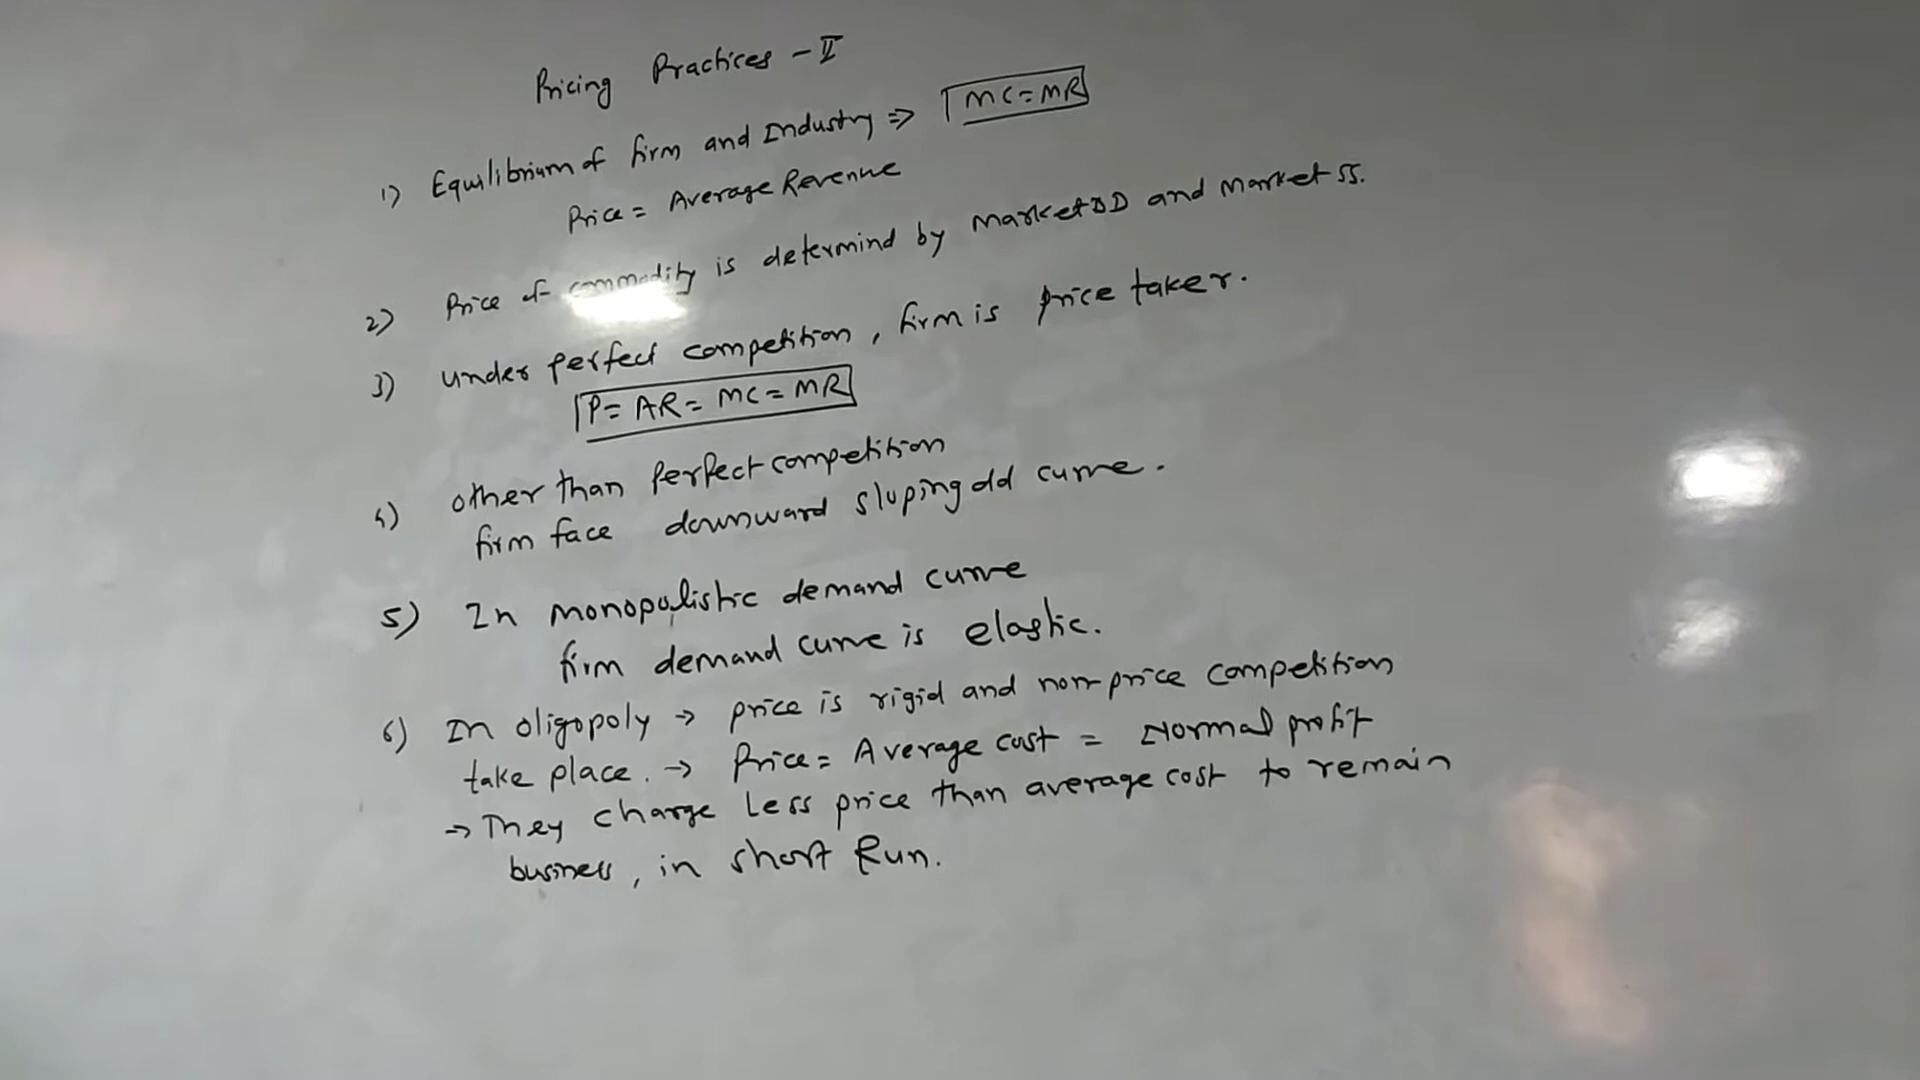 Pricing Practices - II
1) Equilibrium of firm and Industry ⇒ MC = MR
Price = Average Revenue
2) Price of commodity is determind by market DD and market SS.
3) under perfect competition, firm is price taker.
P = AR = MC = MR
4) other than perfect competition
firm face downward sluping dd curve.
5) In monopolistic demand curve
firm demand curve is elastic.
6) In oligopoly → price is rigid and non price competition
take place. → Price = Average cost = Normal profit
→ They charge Less price than average cost to remain
business, in short Run.